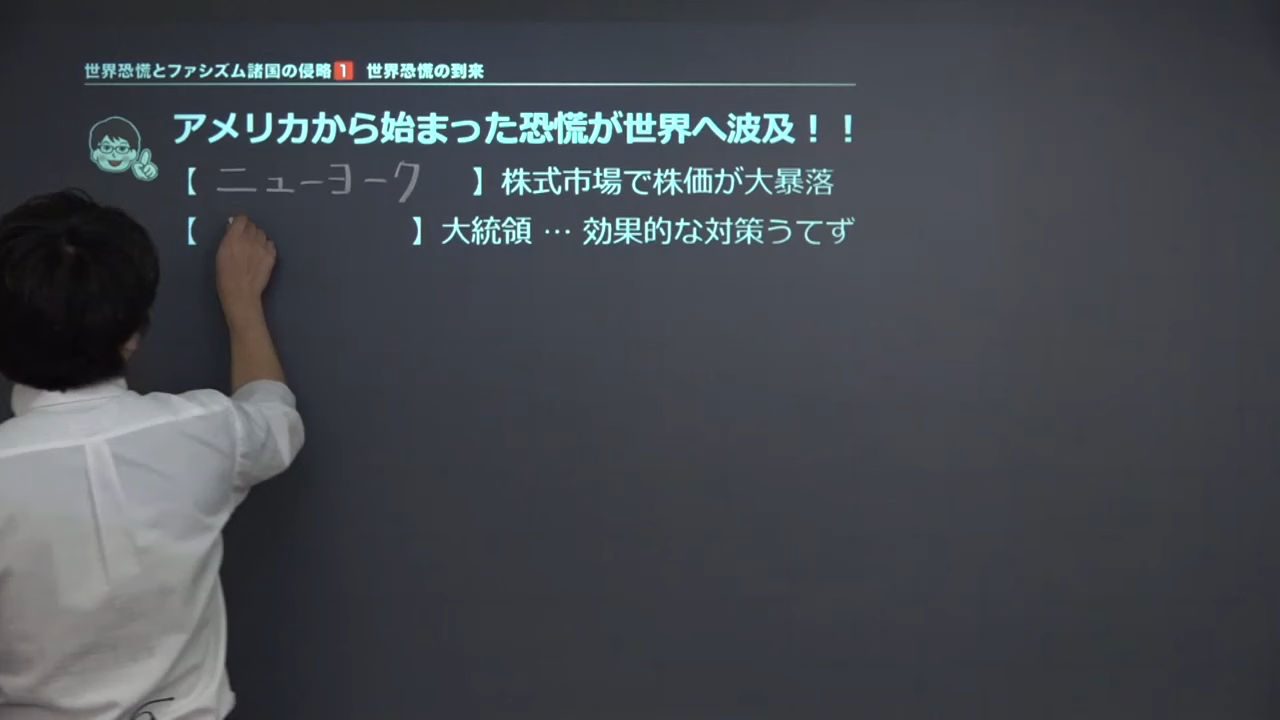 世界恐慌とファシズム諸国の侵略1 世界恐慌の到来
アメリカから始まった恐慌が世界へ波及！！
【 ニューヨーク 】株式市場で株価が大暴落
【 】大統領 … 効果的な対策うてず